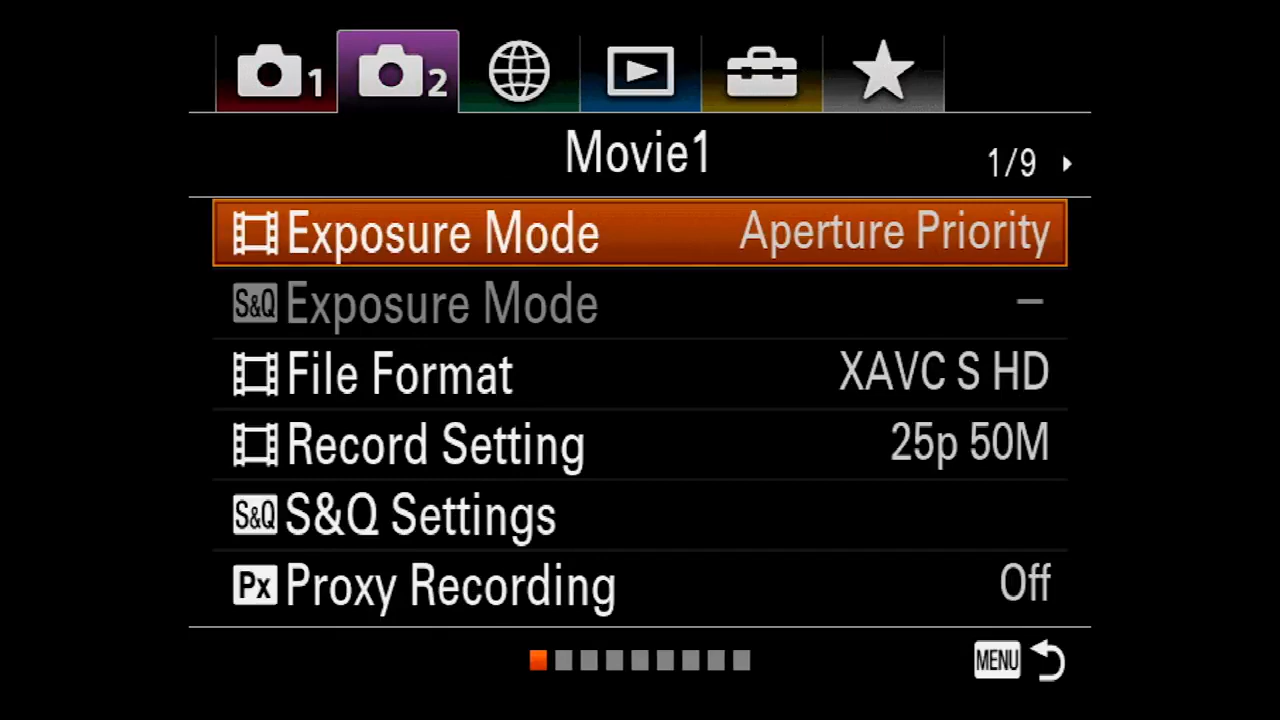 1 2
Movie1 1/9
Exposure Mode Aperture Priority
S&Q Exposure Mode –
File Format XAVC S HD
Record Setting 25p 50M
S&Q S&Q Settings
Px Proxy Recording Off
MENU